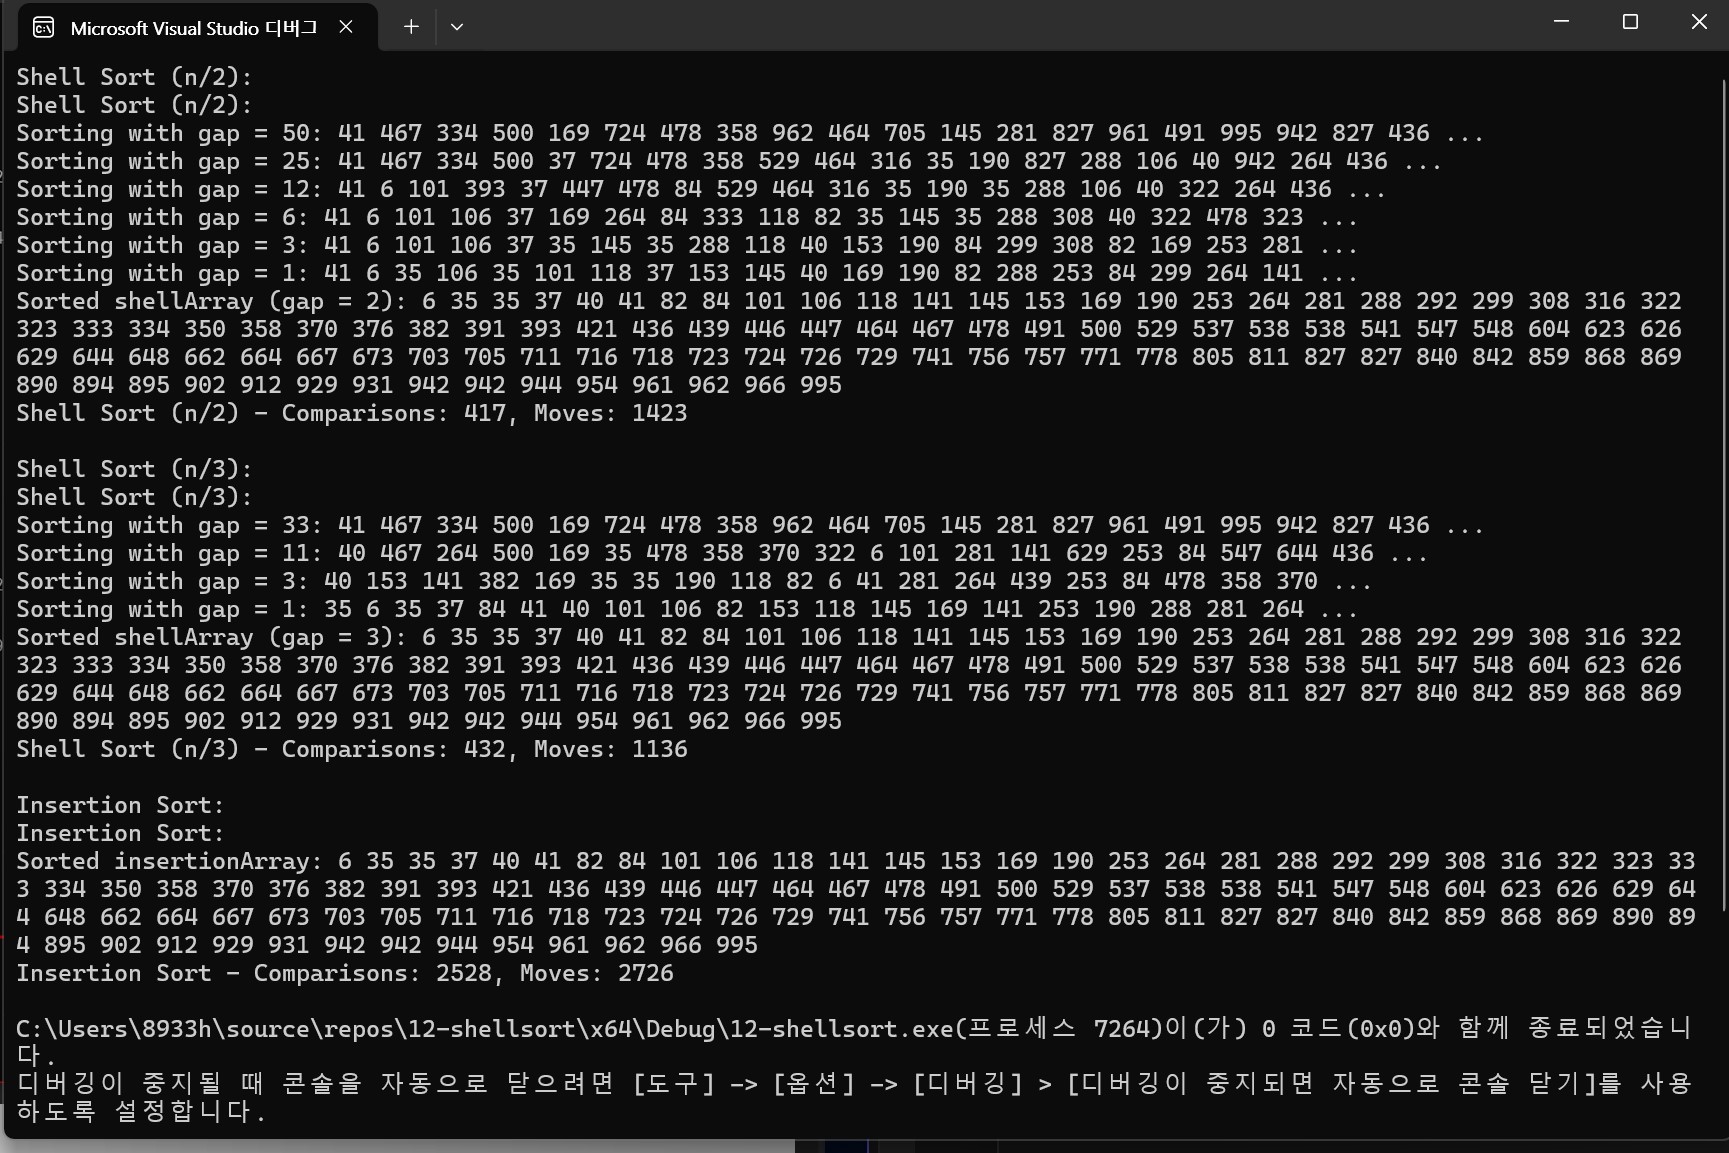 Microsoft Visual Studio 디버그
Shell Sort (n/2):
Shell Sort (n/2):
Sorting with gap = 50: 41 467 334 500 169 724 478 358 962 464 705 145 281 827 961 491 995 942 827 436 ...
Sorting with gap = 25: 41 467 334 500 37 724 478 358 529 464 316 35 190 827 288 106 40 942 264 436 ...
Sorting with gap = 12: 41 6 101 393 37 447 478 84 529 464 316 35 190 35 288 106 40 322 264 436 ...
Sorting with gap = 6: 41 6 101 106 37 169 264 84 333 118 82 35 145 35 288 308 40 322 478 323 ...
Sorting with gap = 3: 41 6 101 106 37 35 145 35 288 118 40 153 190 84 299 308 82 169 253 281 ...
Sorting with gap = 1: 41 6 35 106 35 101 118 37 153 145 40 169 190 82 288 253 84 299 264 141 ...
Sorted shellArray (gap = 2): 6 35 35 37 40 41 82 84 101 106 118 141 145 153 169 190 253 264 281 288 292 299 308 316 322
323 333 334 350 358 370 376 382 391 393 421 436 439 446 447 464 467 478 491 500 529 537 538 538 541 547 548 604 623 626
629 644 648 662 664 667 673 703 705 711 716 718 723 724 726 729 741 756 757 771 778 805 811 827 827 840 842 859 868 869
890 894 895 902 912 929 931 942 942 944 954 961 962 966 995
Shell Sort (n/2) - Comparisons: 417, Moves: 1423
Shell Sort (n/3):
Shell Sort (n/3):
Sorting with gap = 33: 41 467 334 500 169 724 478 358 962 464 705 145 281 827 961 491 995 942 827 436 ...
Sorting with gap = 11: 40 467 264 500 169 35 478 358 370 322 6 101 281 141 629 253 84 547 644 436 ...
Sorting with gap = 3: 40 153 141 382 169 35 35 190 118 82 6 41 281 264 439 253 84 478 358 370 ...
Sorting with gap = 1: 35 6 35 37 84 41 40 101 106 82 153 118 145 169 141 253 190 288 281 264 ...
Sorted shellArray (gap = 3): 6 35 35 37 40 41 82 84 101 106 118 141 145 153 169 190 253 264 281 288 292 299 308 316 322
323 333 334 350 358 370 376 382 391 393 421 436 439 446 447 464 467 478 491 500 529 537 538 538 541 547 548 604 623 626
629 644 648 662 664 667 673 703 705 711 716 718 723 724 726 729 741 756 757 771 778 805 811 827 827 840 842 859 868 869
890 894 895 902 912 929 931 942 942 944 954 961 962 966 995
Shell Sort (n/3) - Comparisons: 432, Moves: 1136
Insertion Sort:
Insertion Sort:
Sorted insertionArray: 6 35 35 37 40 41 82 84 101 106 118 141 145 153 169 190 253 264 281 288 292 299 308 316 322 323 33
3 334 350 358 370 376 382 391 393 421 436 439 446 447 464 467 478 491 500 529 537 538 538 541 547 548 604 623 626 629 64
4 648 662 664 667 673 703 705 711 716 718 723 724 726 729 741 756 757 771 778 805 811 827 827 840 842 859 868 869 890 89
4 895 902 912 929 931 942 942 944 954 961 962 966 995
Insertion Sort - Comparisons: 2528, Moves: 2726
C:\Users\8933h\source\repos\12-shellsort\x64\Debug\12-shellsort.exe(프로세스 7264)이(가) 0 코드(0x0)와 함께 종료되었습니
다.
디버깅이 중지될 때 콘솔을 자동으로 닫으려면 [도구] -> [옵션] -> [디버깅] > [디버깅이 중지되면 자동으로 콘솔 닫기]를 사용
하도록 설정합니다.